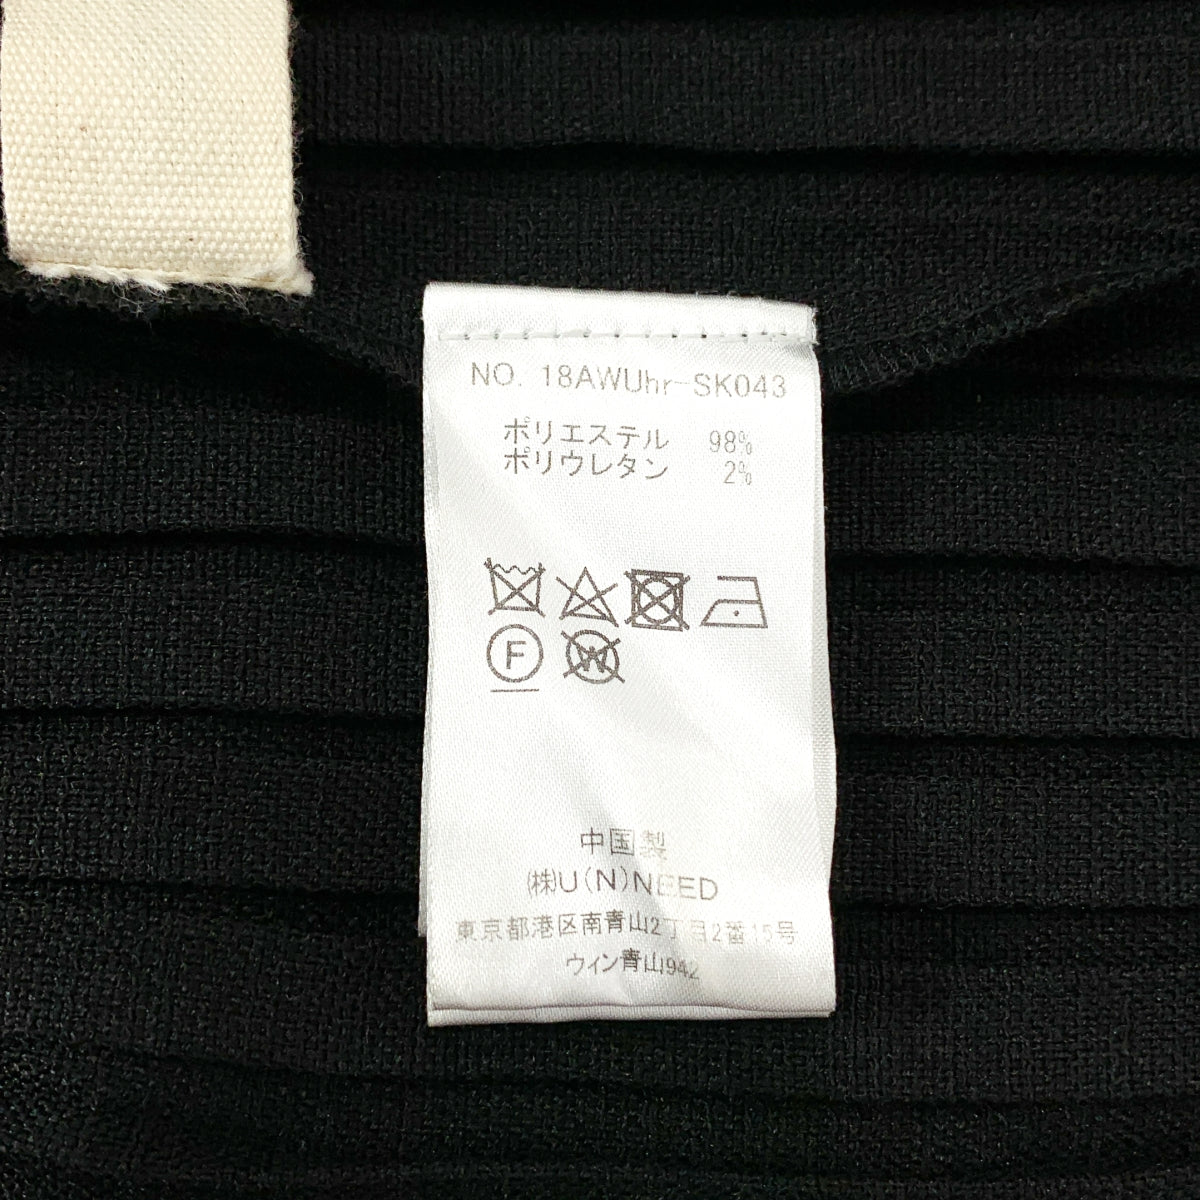 NO. 18AWUhr-SK043
ポリエステル 98%
ポリウレタン 2%
F W
中国製
㈱U(N)NEED
東京都港区南青山2丁目2番15号
ウィン青山942